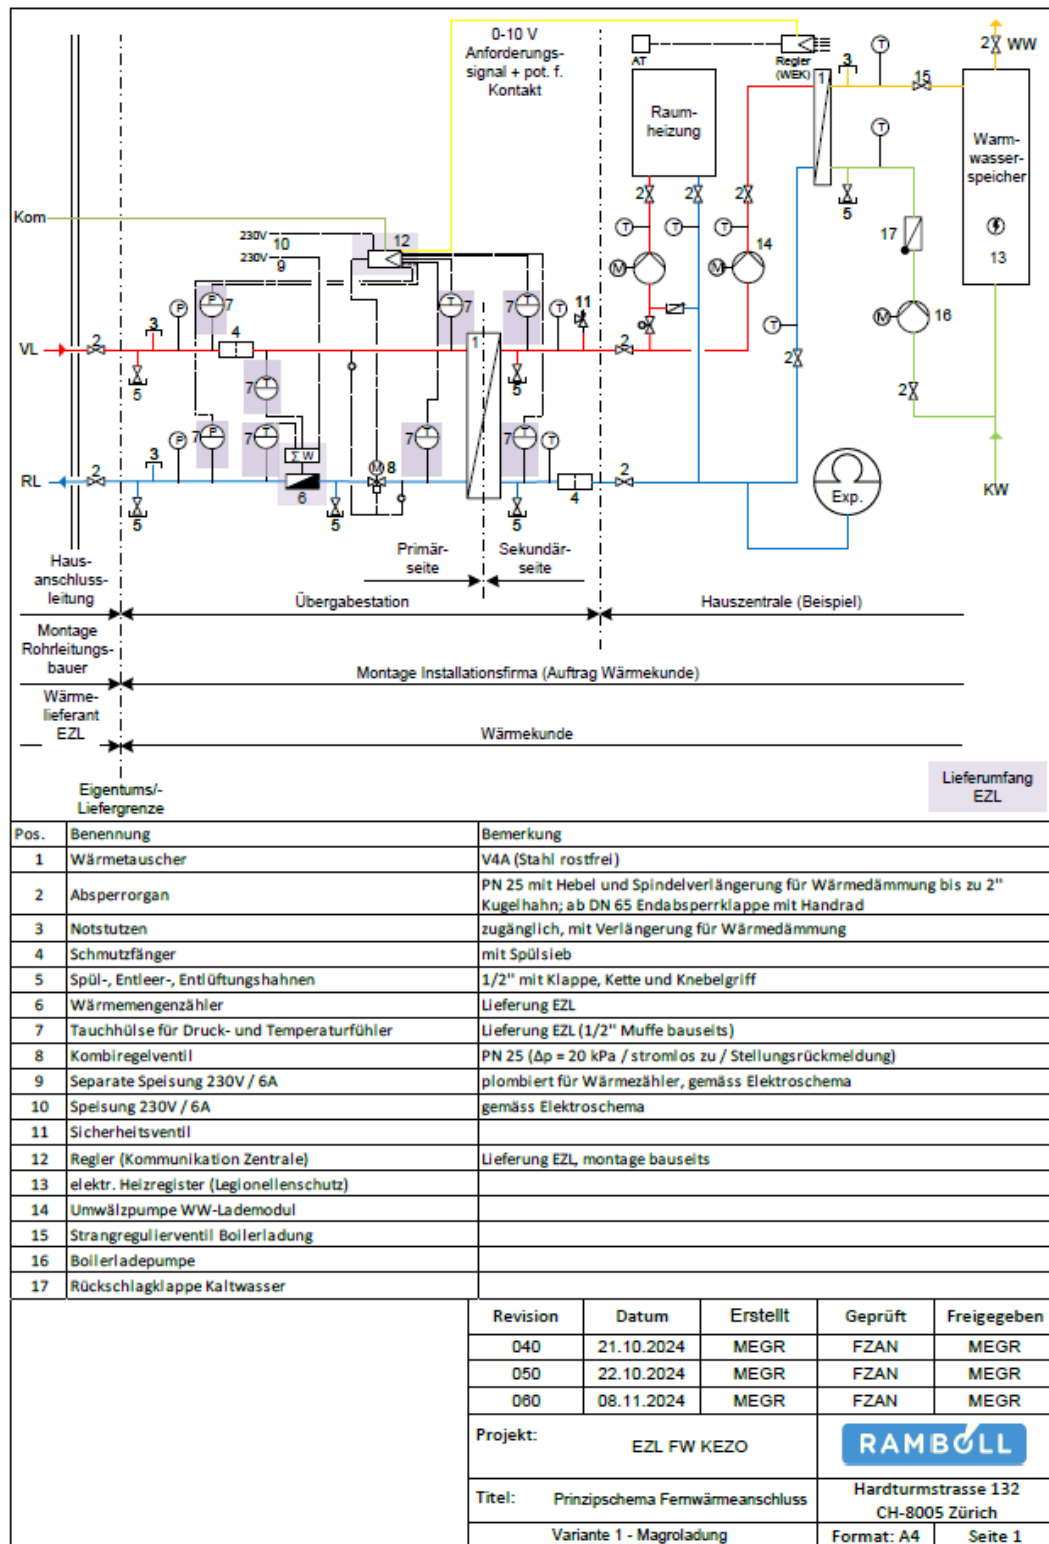 0-10 V
Anforderungs-
signal + pot. f.
Kontakt
AT
Regler
(WEK)
1
3
T
15
2
WW
Raum-
heizung
Warm-
wasser-
speicher
13
T
5
2
2
2
T
T
14
M
M
17
M
16
T
2
2
Kom
230V
10
230V
9
12
P
P
7
T
7
7
T
T
11
VL
2
3
4
1
2
5
7
T
5
RL
2
3
P
7
P
7
T
Σ W
6
M
8
7
T
7
T
T
4
2
5
5
5
Exp.
KW
Haus-
anschluss-
leitung
Primär-
seite
Sekundär-
seite
Übergabestation
Hauszentrale (Beispiel)
Montage
Rohrleitungs-
bauer
Montage Installationsfirma (Auftrag Wärmekunde)
Wärme-
lieferant
EZL
Wärmekunde
Eigentums/-
Liefergrenze
Lieferumfang
EZL
Pos. Benennung Bemerkung
1 Wärmetauscher V4A (Stahl rostfrei)
2 Absperrorgan PN 25 mit Hebel und Spindelverlängerung für Wärmedämmung bis zu 2"
Kugelhahn; ab DN 65 Endabsperrklappe mit Handrad
3 Notstutzen zugänglich, mit Verlängerung für Wärmedämmung
4 Schmutzfänger mit Spülsieb
5 Spül-, Entleer-, Entlüftungshahnen 1/2" mit Klappe, Kette und Knebelgriff
6 Wärmemengenzähler Lieferung EZL
7 Tauchhülse für Druck- und Temperaturfühler Lieferung EZL (1/2" Muffe bauseits)
8 Kombiregelventil PN 25 (Δp = 20 kPa / stromlos zu / Stellungsrückmeldung)
9 Separate Speisung 230V / 6A plombiert für Wärmezähler, gemäss Elektroschema
10 Speisung 230V / 6A gemäss Elektroschema
11 Sicherheitsventil
12 Regler (Kommunikation Zentrale) Lieferung EZL, montage bauseits
13 elektr. Heizregister (Legionellenschutz)
14 Umwälzpumpe WW-Lademodul
15 Strangregulierventil Boilerladung
16 Boilerladepumpe
17 Rückschlagklappe Kaltwasser
Revision Datum Erstellt Geprüft Freigegeben
040 21.10.2024 MEGR FZAN MEGR
050 22.10.2024 MEGR FZAN MEGR
060 08.11.2024 MEGR FZAN MEGR
Projekt: EZL FW KEZO
RAMBOLL
Titel: Prinzipschema Fernwärmeanschluss
Hardturmstrasse 132
CH-8005 Zürich
Variante 1 - Magroladung Format: A4 Seite 1